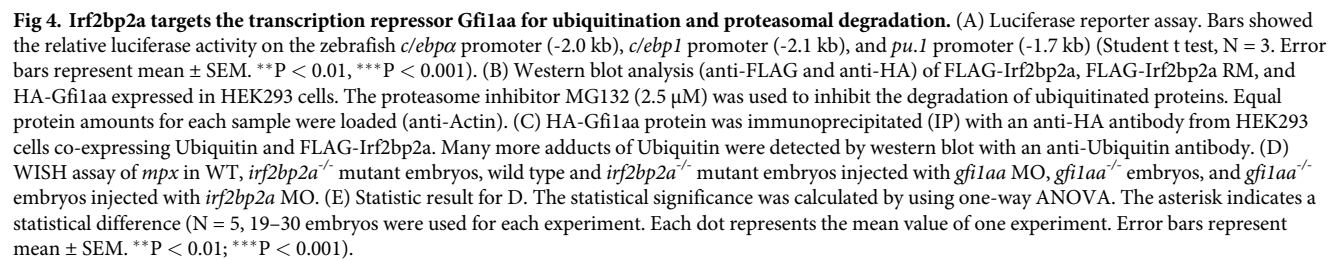 Fig 4. Irf2bp2a targets the transcription repressor Gfi1aa for ubiquitination and proteasomal degradation. (A) Luciferase reporter assay. Bars showed
the relative luciferase activity on the zebrafish c/ebpα promoter (-2.0 kb), c/ebp1 promoter (-2.1 kb), and pu.1 promoter (-1.7 kb) (Student t test, N = 3. Error
bars represent mean ± SEM. **P < 0.01, ***P < 0.001). (B) Western blot analysis (anti-FLAG and anti-HA) of FLAG-Irf2bp2a, FLAG-Irf2bp2a RM, and
HA-Gfi1aa expressed in HEK293 cells. The proteasome inhibitor MG132 (2.5 μM) was used to inhibit the degradation of ubiquitinated proteins. Equal
protein amounts for each sample were loaded (anti-Actin). (C) HA-Gfi1aa protein was immunoprecipitated (IP) with an anti-HA antibody from HEK293
cells co-expressing Ubiquitin and FLAG-Irf2bp2a. Many more adducts of Ubiquitin were detected by western blot with an anti-Ubiquitin antibody. (D)
WISH assay of mpx in WT, irf2bp2a-/- mutant embryos, wild type and irf2bp2a-/- mutant embryos injected with gfi1aa MO, gfi1aa-/- embryos, and gfi1aa-/-
embryos injected with irf2bp2a MO. (E) Statistic result for D. The statistical significance was calculated by using one-way ANOVA. The asterisk indicates a
statistical difference (N = 5, 19–30 embryos were used for each experiment. Each dot represents the mean value of one experiment. Error bars represent
mean ± SEM. **P < 0.01; ***P < 0.001).